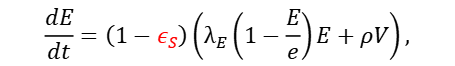 dE/dt = (1 − ϵ_S) (λ_E (1 − E/e) E + ρV),